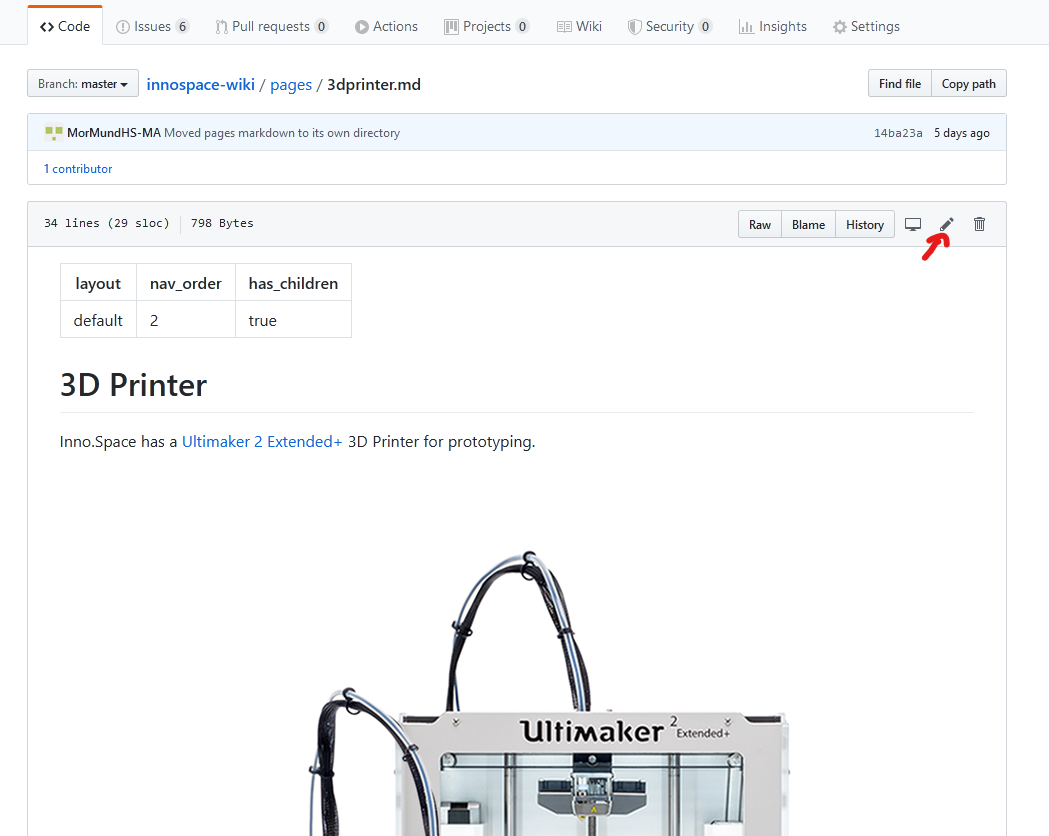 Code Issues 6 Pull requests 0 Actions Projects 0 Wiki Security 0 Insights Settings
Branch: master innospace-wiki / pages / 3dprinter.md Find file Copy path
MorMundHS-MA Moved pages markdown to its own directory 14ba23a 5 days ago
1 contributor
34 lines (29 sloc) 798 Bytes Raw Blame History
layout nav_order has_children
default 2 true
3D Printer
Inno.Space has a Ultimaker 2 Extended+ 3D Printer for prototyping.
Ultimaker 2 Extended+